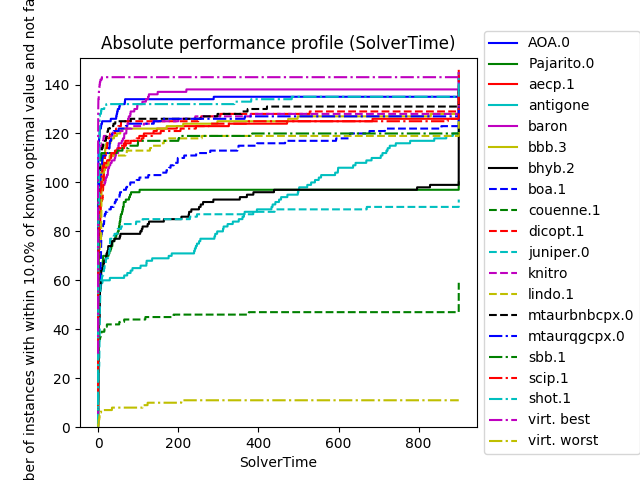 Absolute performance profile (SolverTime)
ber of instances with within 10.0% of known optimal value and not fa
140
120
100
80
60
40
20
0
0 200 400 600 800
SolverTime
AOA.0
Pajarito.0
aecp.1
antigone
baron
bbb.3
bhyb.2
boa.1
couenne.1
dicopt.1
juniper.0
knitro
lindo.1
mtaurbnbcpx.0
mtaurqgcpx.0
sbb.1
scip.1
shot.1
virt. best
virt. worst